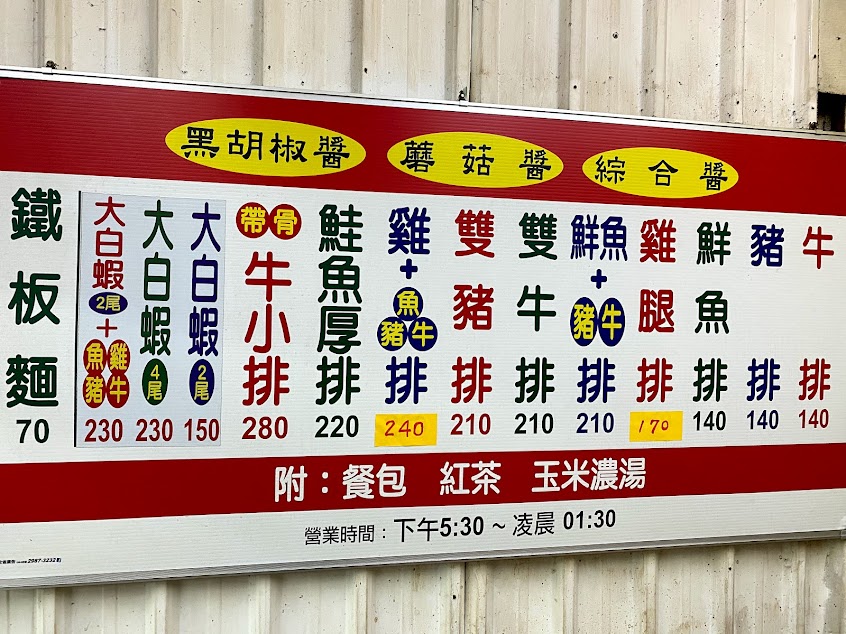 黑胡椒醬 蘑菇醬 綜合醬
牛排 140
豬排 140
鮮魚排 140
雞腿排 170
鮮魚+豬牛排 210
雙牛排 210
雙豬排 210
雞+魚豬牛排 240
鮭魚厚排 220
帶骨牛小排 280
大白蝦2尾 150
大白蝦4尾 230
大白蝦2尾+魚雞豬牛 230
鐵板麵 70
附：餐包 紅茶 玉米濃湯
營業時間：下午5:30 ~ 凌晨 01:30